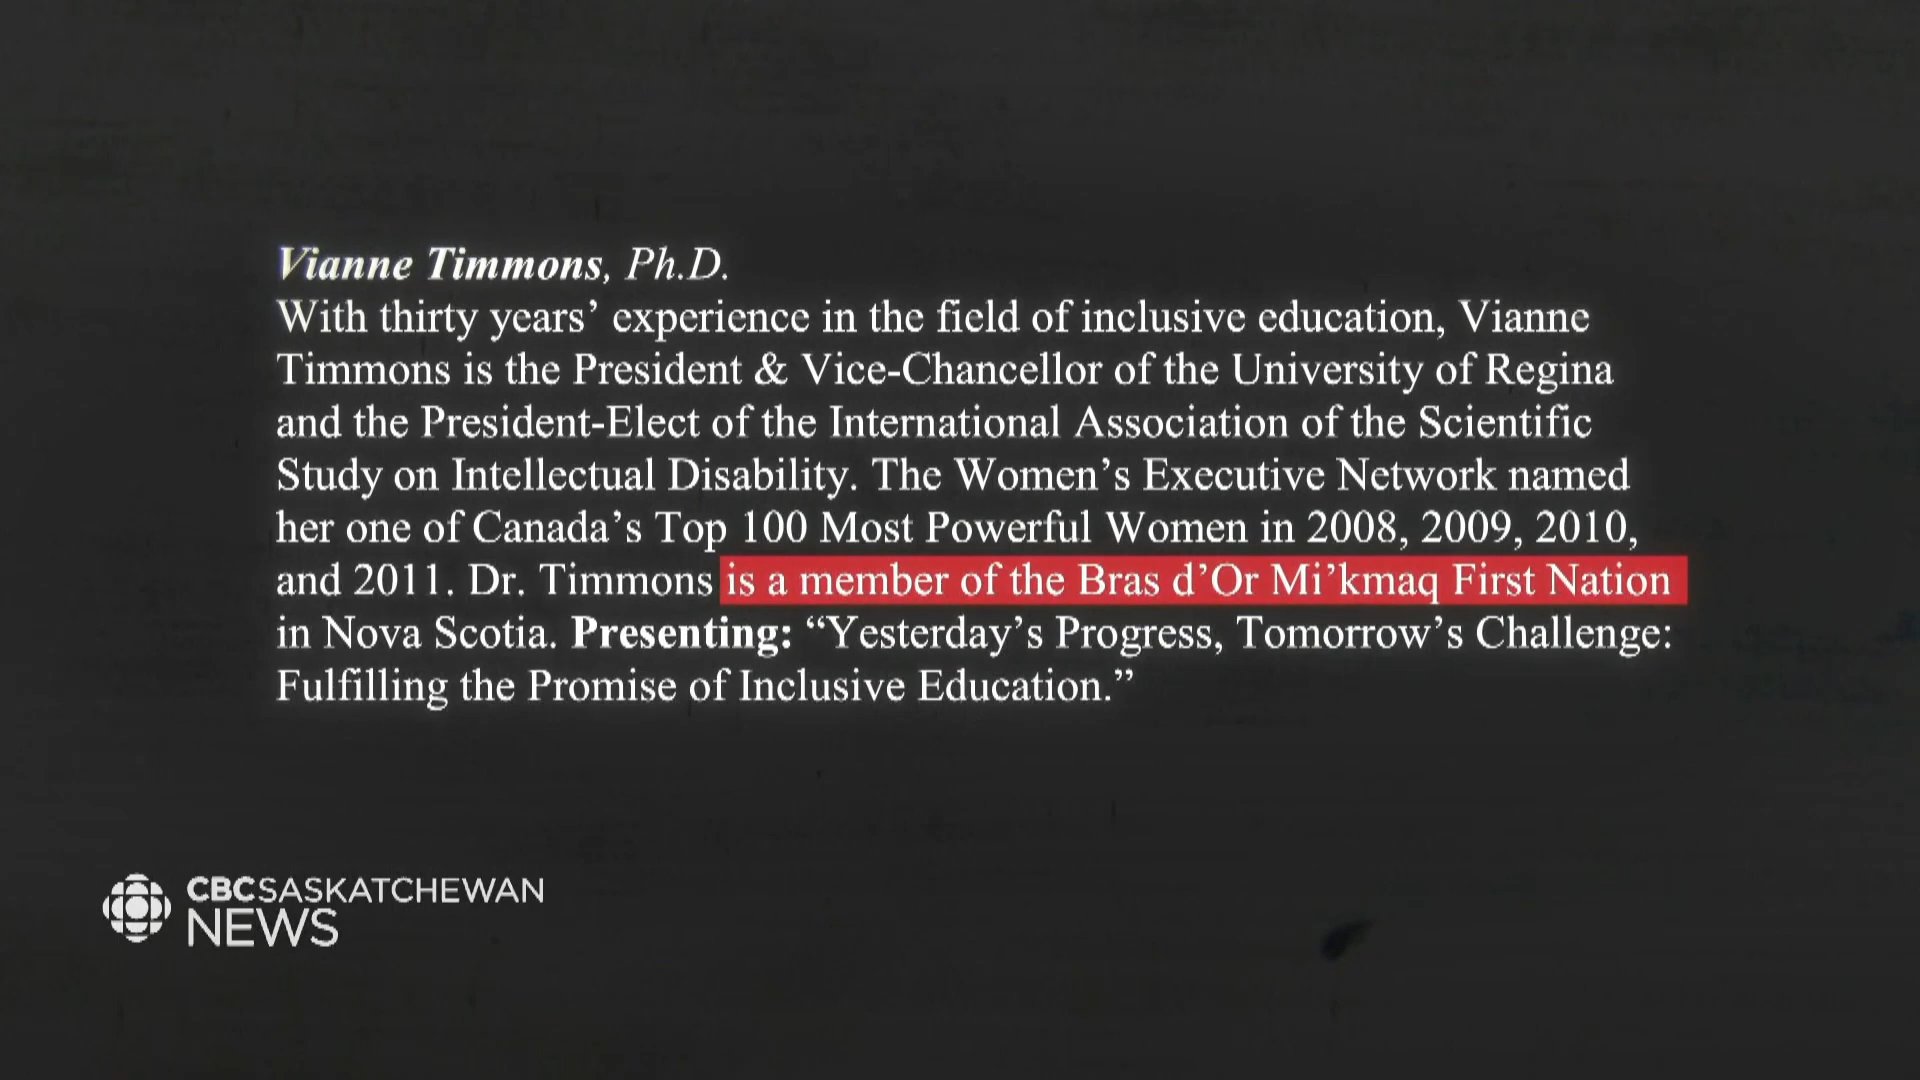 Vianne Timmons, Ph.D.
With thirty years’ experience in the field of inclusive education, Vianne
Timmons is the President & Vice-Chancellor of the University of Regina
and the President-Elect of the International Association of the Scientific
Study on Intellectual Disability. The Women’s Executive Network named
her one of Canada’s Top 100 Most Powerful Women in 2008, 2009, 2010,
and 2011. Dr. Timmons is a member of the Bras d’Or Mi’kmaq First Nation
in Nova Scotia. Presenting: “Yesterday’s Progress, Tomorrow’s Challenge:
Fulfilling the Promise of Inclusive Education.”
CBCSASKATCHEWAN
NEWS